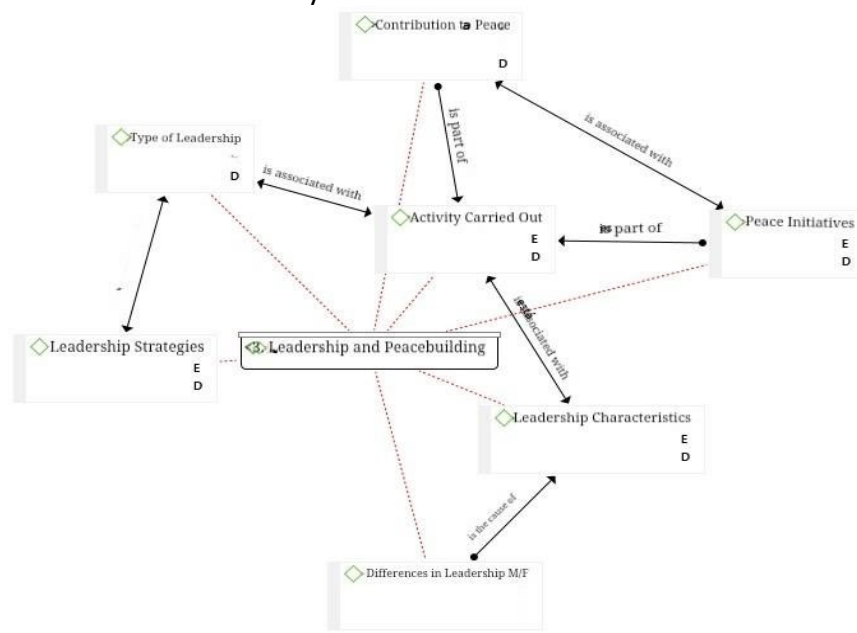 Contribution to Peace
D
is part of
is associated with
Type of Leadership
D
is associated with
Activity Carried Out
E
D
is part of
Peace Initiatives
E
D
is associated with
Leadership Strategies
E
D
3. Leadership and Peacebuilding
Leadership Characteristics
E
D
is the cause of
Differences in Leadership M/F